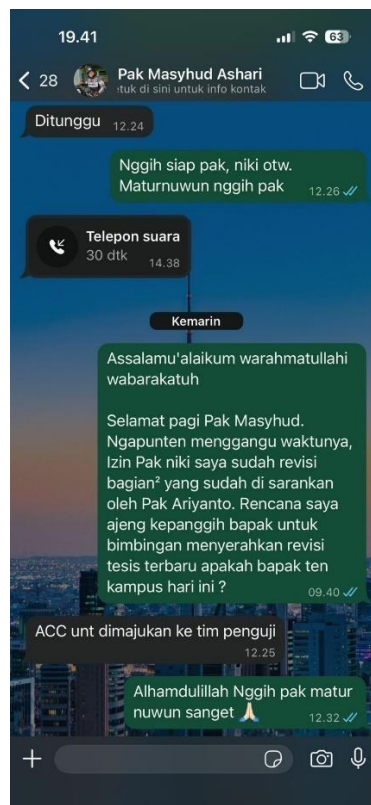 19.41
63
28
Pak Masyhud Ashari
etuk di sini untuk info kontak
Ditunggu 12.24
Nggih siap pak, niki otw.
Maturnuwun nggih pak 12.26
Telepon suara
30 dtk 14.38
Kemarin
Assalamu'alaikum warahmatullahi
wabarakatuh
Selamat pagi Pak Masyhud.
Ngapunten menggangu waktunya,
Izin Pak niki saya sudah revisi
bagian² yang sudah di sarankan
oleh Pak Ariyanto. Rencana saya
ajeng kepanggih bapak untuk
bimbingan menyerahkan revisi
tesis terbaru apakah bapak ten
kampus hari ini ? 09.40
ACC unt dimajukan ke tim penguji
12.25
Alhamdulillah Nggih pak matur
nuwun sanget 🙏🏻 12.32